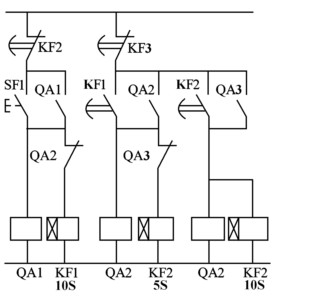 KF2 KF3
SF1 QA1 KF1 QA2 KF2 QA3
E
QA2 QA3
QA1 KF1 QA2 KF2 QA2 KF2
10S 5S 10S